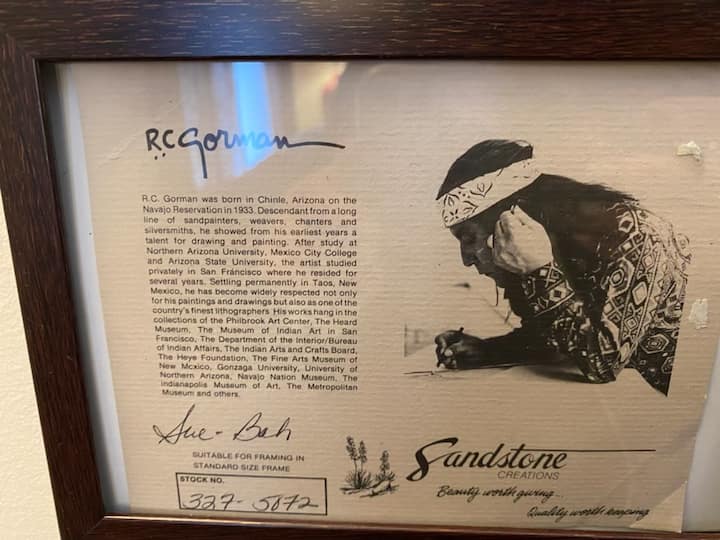 R.C. Gorman
R.C. Gorman was born in Chinle, Arizona on the
Navajo Reservation in 1933. Descendant from a long
line of sandpainters, weavers, chanters and
silversmiths, he showed from his earliest years a
talent for drawing and painting. After study at
Northern Arizona University, Mexico City College
and Arizona State University, the artist studied
privately in San Fráncisco where he resided for
several years. Settling permanently in Taos, New
Mexico, he has become widely respected not only
for his paintings and drawings but also as one of the
country's finest lithographers. His works hang in the
collections of the Philbrook Art Center, The Heard
Museum, The Museum of Indian Art in San
Francisco, The Department of the Interior/Bureau
of Indian Affairs, The Indian Arts and Crafts Board,
The Heye Foundation, The Fine Arts Museum of
New Mexico, Gonzaga University, University of
Northern Arizona, Navajo Nation Museum, The
Indianapolis Museum of Art, The Metropolitan
Museum and others.
Sue-Bah
SUITABLE FOR FRAMING IN
STANDARD SIZE FRAME
STOCK NO.
327-5072
Sandstone
CREATIONS
Beauty worth giving...
Quality worth keeping